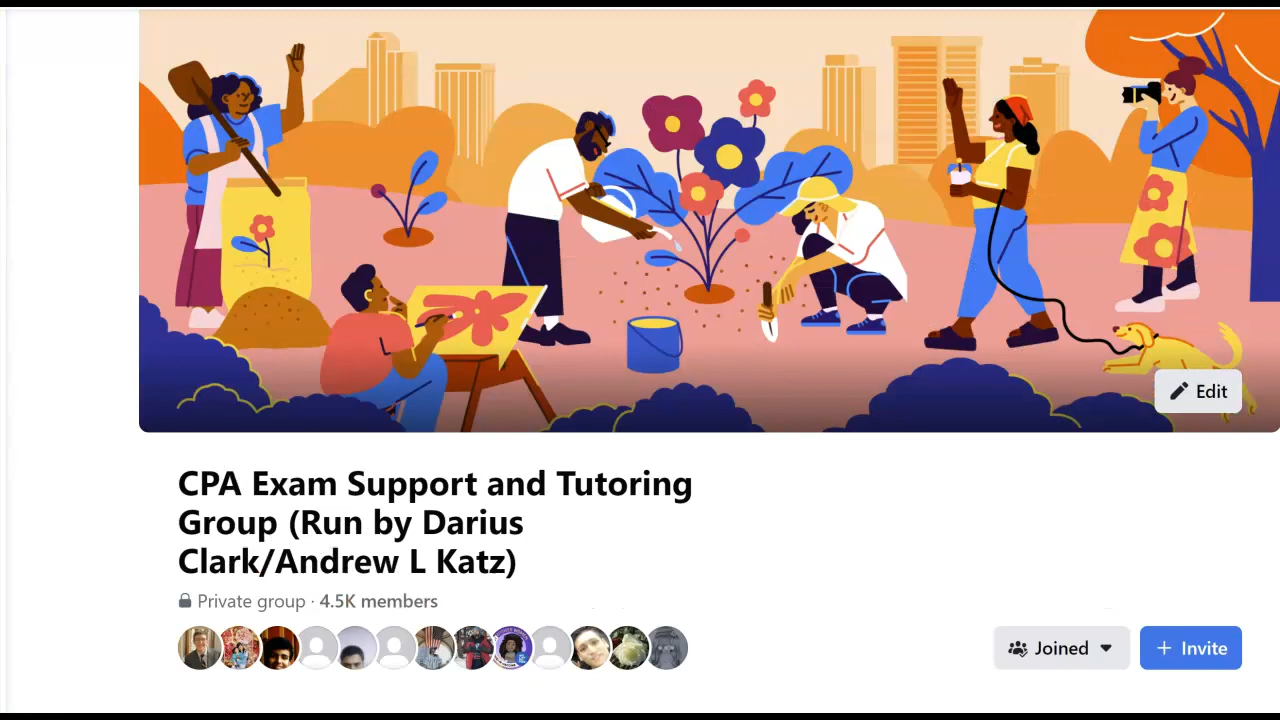 Edit
CPA Exam Support and Tutoring
Group (Run by Darius
Clark/Andrew L Katz)
Private group · 4.5K members
Joined
+ Invite